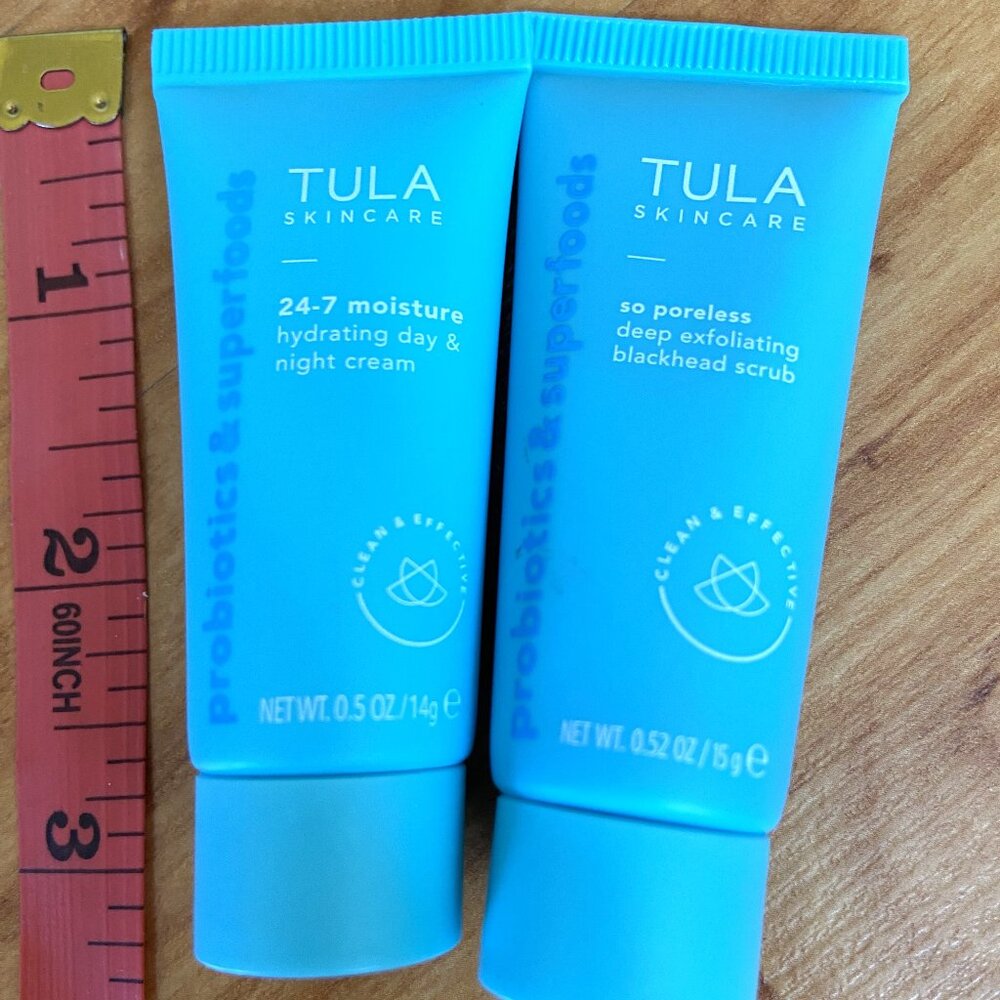 1
2
60INCH
3
TULA
SKINCARE
24-7 moisture
hydrating day &
night cream
probiotics & superfoods
CLEAN & EFFECTIVE
NET WT. 0.5 OZ/14g e
TULA
SKINCARE
so poreless
deep exfoliating
blackhead scrub
probiotics & superfoods
CLEAN & EFFECTIVE
NET WT. 0.52 OZ/15g e